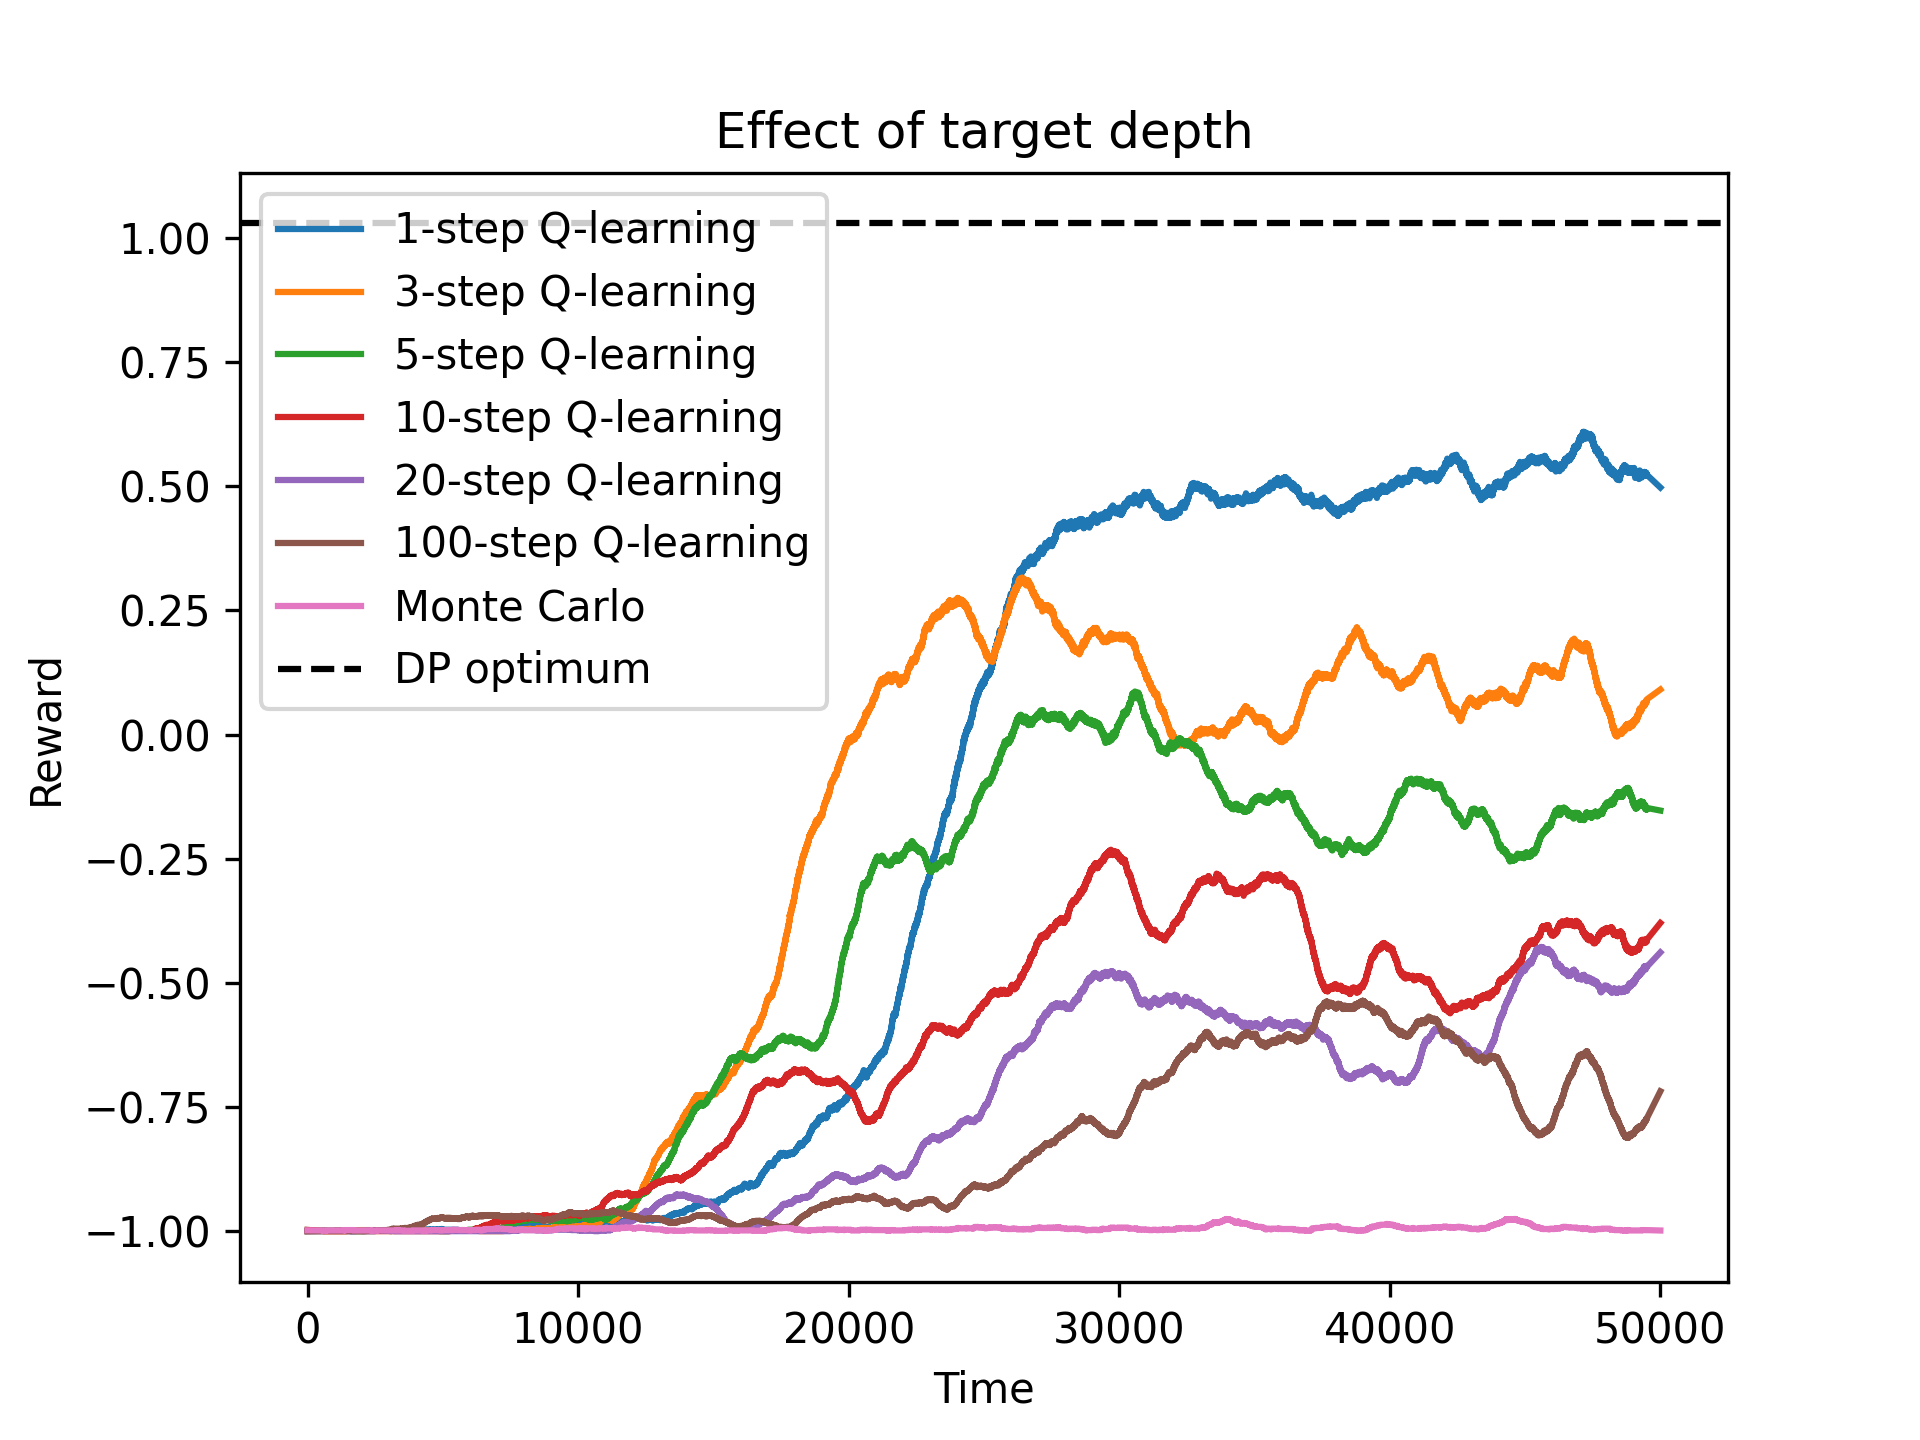 Effect of target depth
1-step Q-learning
3-step Q-learning
5-step Q-learning
10-step Q-learning
20-step Q-learning
100-step Q-learning
Monte Carlo
DP optimum
Reward
1.00
0.75
0.50
0.25
0.00
−0.25
−0.50
−0.75
−1.00
0 10000 20000 30000 40000 50000
Time